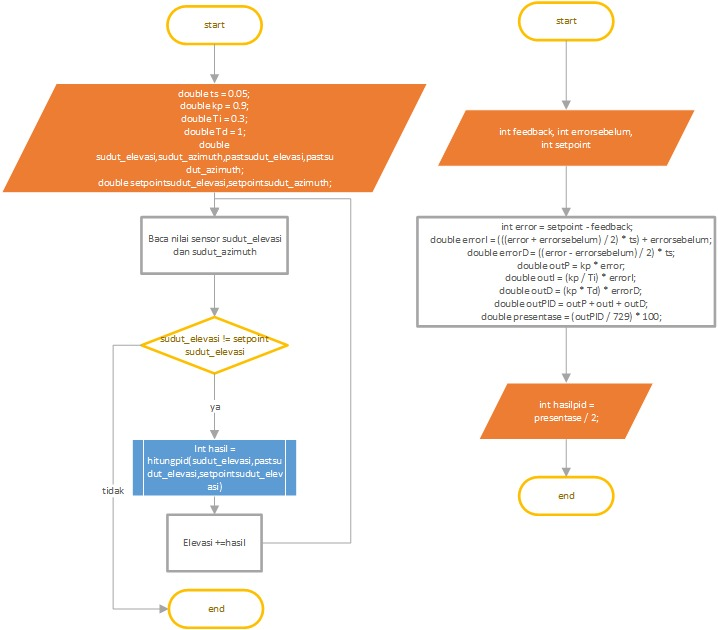 start
double ts = 0.05;
double kp = 0.9;
double Ti = 0.3;
double Td = 1;
double
sudut_elevasi,sudut_azimuth,pastsudut_elevasi,pastsu
dut_azimuth;
double setpointsudut_elevasi,setpointsudut_azimuth;
Baca nilai sensor sudut_elevasi
dan sudut_azimuth
sudut_elevasi != setpoint
sudut_elevasi
ya
tidak
Int hasil =
hitungpid(sudut_elevasi,pastsu
dut_elevasi,setpointsudut_elev
asi)
Elevasi +=hasil
end
start
int feedback, int errorsebelum,
int setpoint
int error = setpoint - feedback;
double errorI = (((error + errorsebelum) / 2) * ts) + errorsebelum;
double errorD = ((error - errorsebelum) / 2) * ts;
double outP = kp * error;
double outI = (kp / Ti) * errorI;
double outD = (kp * Td) * errorD;
double outPID = outP + outI + outD;
double presentase = (outPID / 729) * 100;
int hasilpid =
presentase / 2;
end